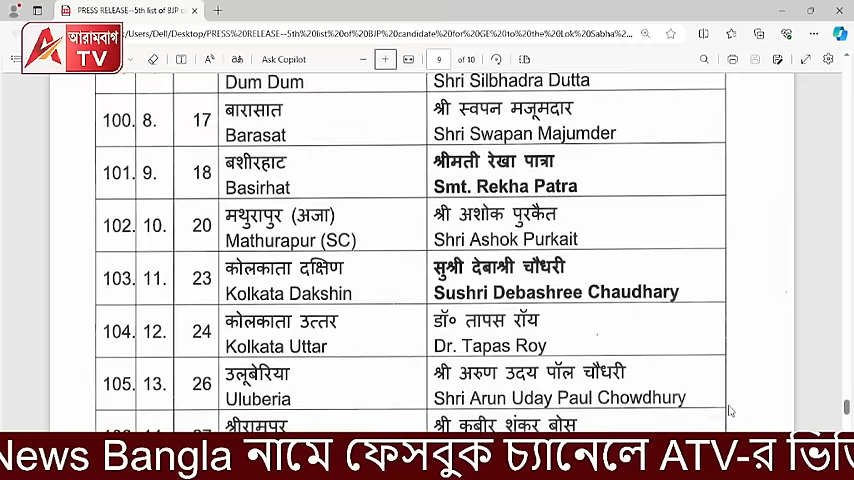 PRESS RELEASE--5th list of BJP c
/Users/Dell/Desktop/PRESS%20RELEASE--5th%20list%20of%20BJP%20candidate%20for%20GE%20to%20the%20Lok%20Sabha%2...
আরামবাগ
TV
Ask Copilot
9 of 10
Dum Dum Shri Silbhadra Dutta
100. 8. 17 बारासात श्री स्वपन मजूमदार
Barasat Shri Swapan Majumder
101. 9. 18 बशीरहाट श्रीमती रेखा पात्रा
Basirhat Smt. Rekha Patra
102. 10. 20 मथुरापुर (अजा) श्री अशोक पुरकैत
Mathurapur (SC) Shri Ashok Purkait
103. 11. 23 कोलकाता दक्षिण सुश्री देबाश्री चौधरी
Kolkata Dakshin Sushri Debashree Chaudhary
104. 12. 24 कोलकाता उत्तर डॉ० तापस रॉय
Kolkata Uttar Dr. Tapas Roy
105. 13. 26 उलूबेरिया श्री अरुण उदय पॉल चौधरी
Uluberia Shri Arun Uday Paul Chowdhury
श्रीरामपुर श्री कबीर शंकर बोस
News Bangla নামে ফেসবুক চ্যানেলে ATV-র